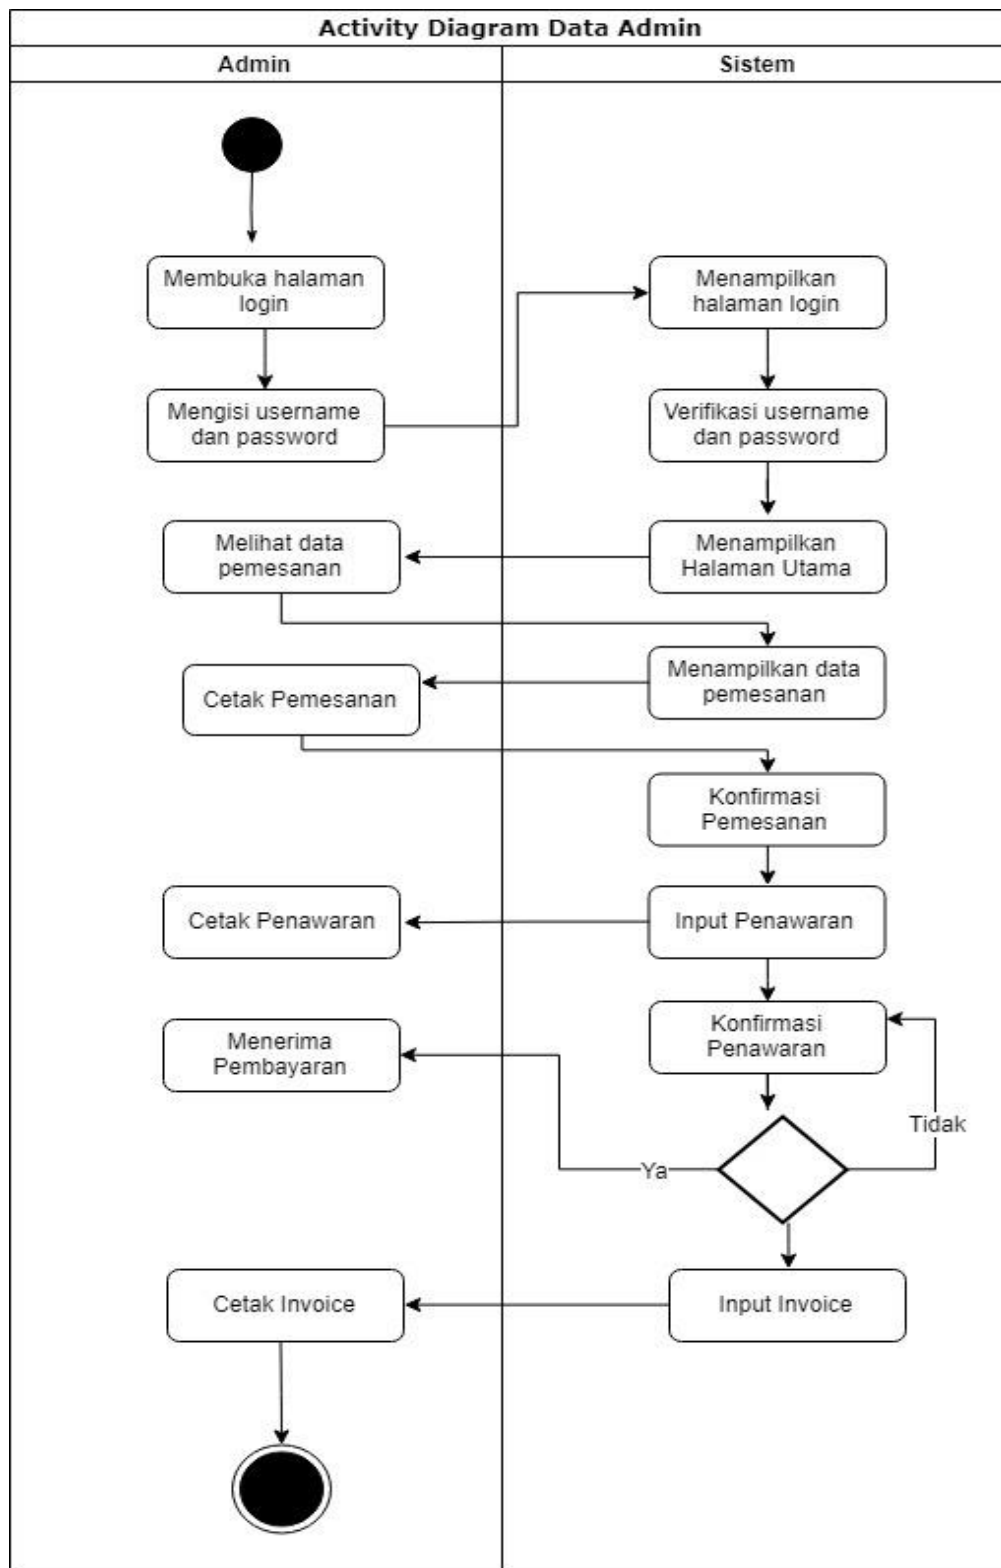 Activity Diagram Data Admin
Admin
Sistem
Membuka halaman
login
Menampilkan
halaman login
Mengisi username
dan password
Verifikasi username
dan password
Melihat data
pemesanan
Menampilkan
Halaman Utama
Menampilkan data
pemesanan
Cetak Pemesanan
Konfirmasi
Pemesanan
Cetak Penawaran
Input Penawaran
Konfirmasi
Penawaran
Menerima
Pembayaran
Tidak
Ya
Cetak Invoice
Input Invoice